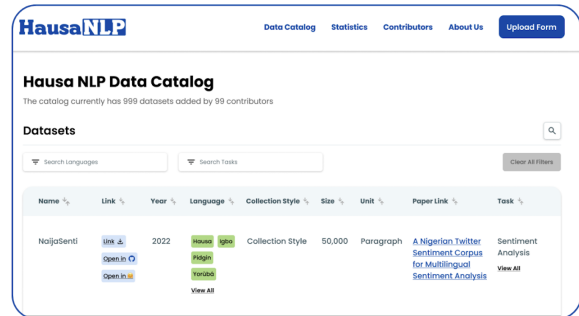 HausaNLP
Data Catalog Statistics Contributors About Us Upload Form
Hausa NLP Data Catalog
The catalog currently has 999 datasets added by 99 contributors
Datasets
Search Languages Search Tasks Clear All Filters
Name Link Year Language Collection Style Size Unit Paper Link Task
NaijaSenti Link 2022 Hausa Igbo Collection Style 50,000 Paragraph A Nigerian Twitter Sentiment
Open in Pidgin Sentiment Corpus Analysis
Open in Yorùbá for Multilingual View All
View All Sentiment Analysis